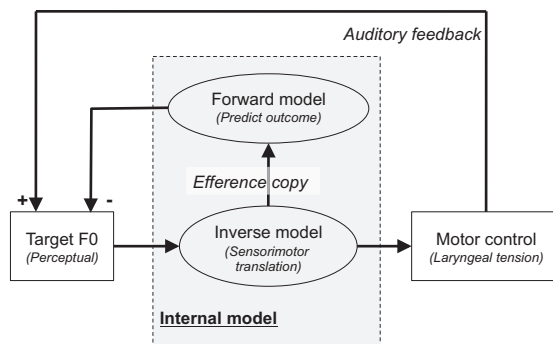 Auditory feedback
Forward model
(Predict outcome)
Efference copy
+
-
Target F0
(Perceptual)
Inverse model
(Sensorimotor
translation)
Motor control
(Laryngeal tension)
Internal model